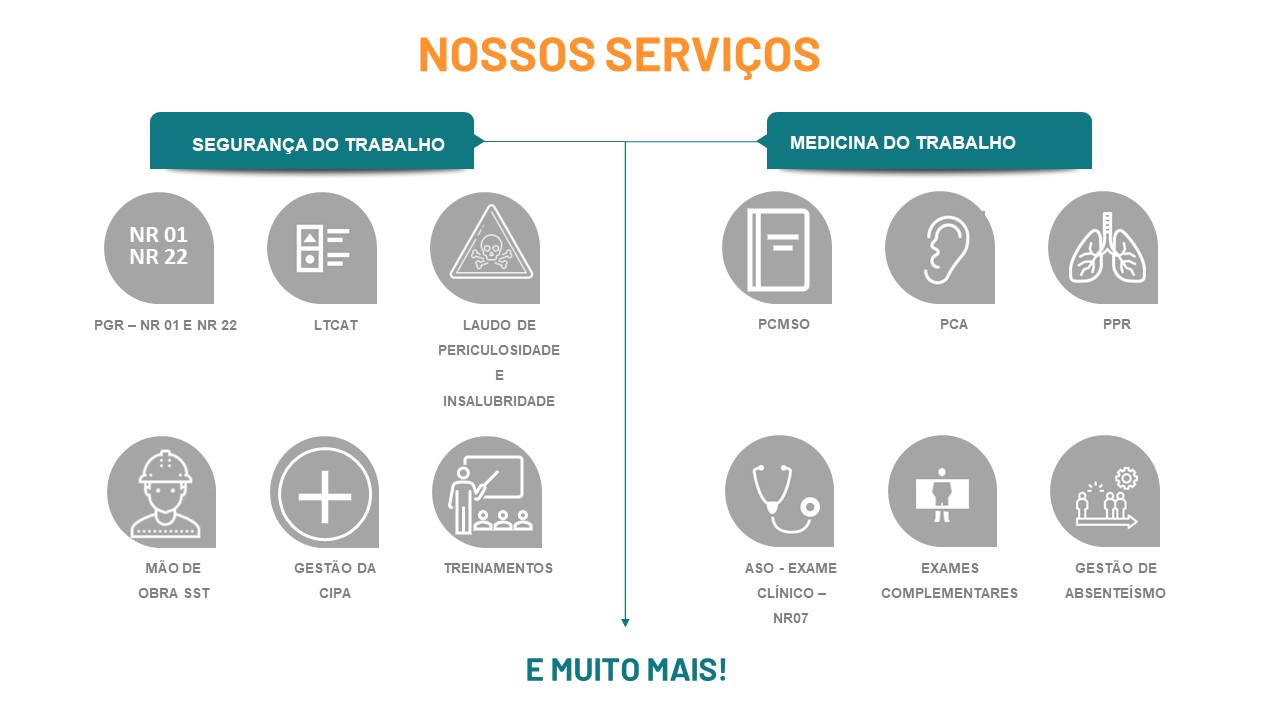 NOSSOS SERVIÇOS
SEGURANÇA DO TRABALHO
NR 01
NR 22
PGR – NR 01 E NR 22
LTCAT
LAUDO DE
PERICULOSIDADE
E
INSALUBRIDADE
MÃO DE
OBRA SST
GESTÃO DA
CIPA
TREINAMENTOS
MEDICINA DO TRABALHO
PCMSO
PCA
PPR
ASO - EXAME
CLÍNICO –
NR07
EXAMES
COMPLEMENTARES
GESTÃO DE
ABSENTEÍSMO
E MUITO MAIS!